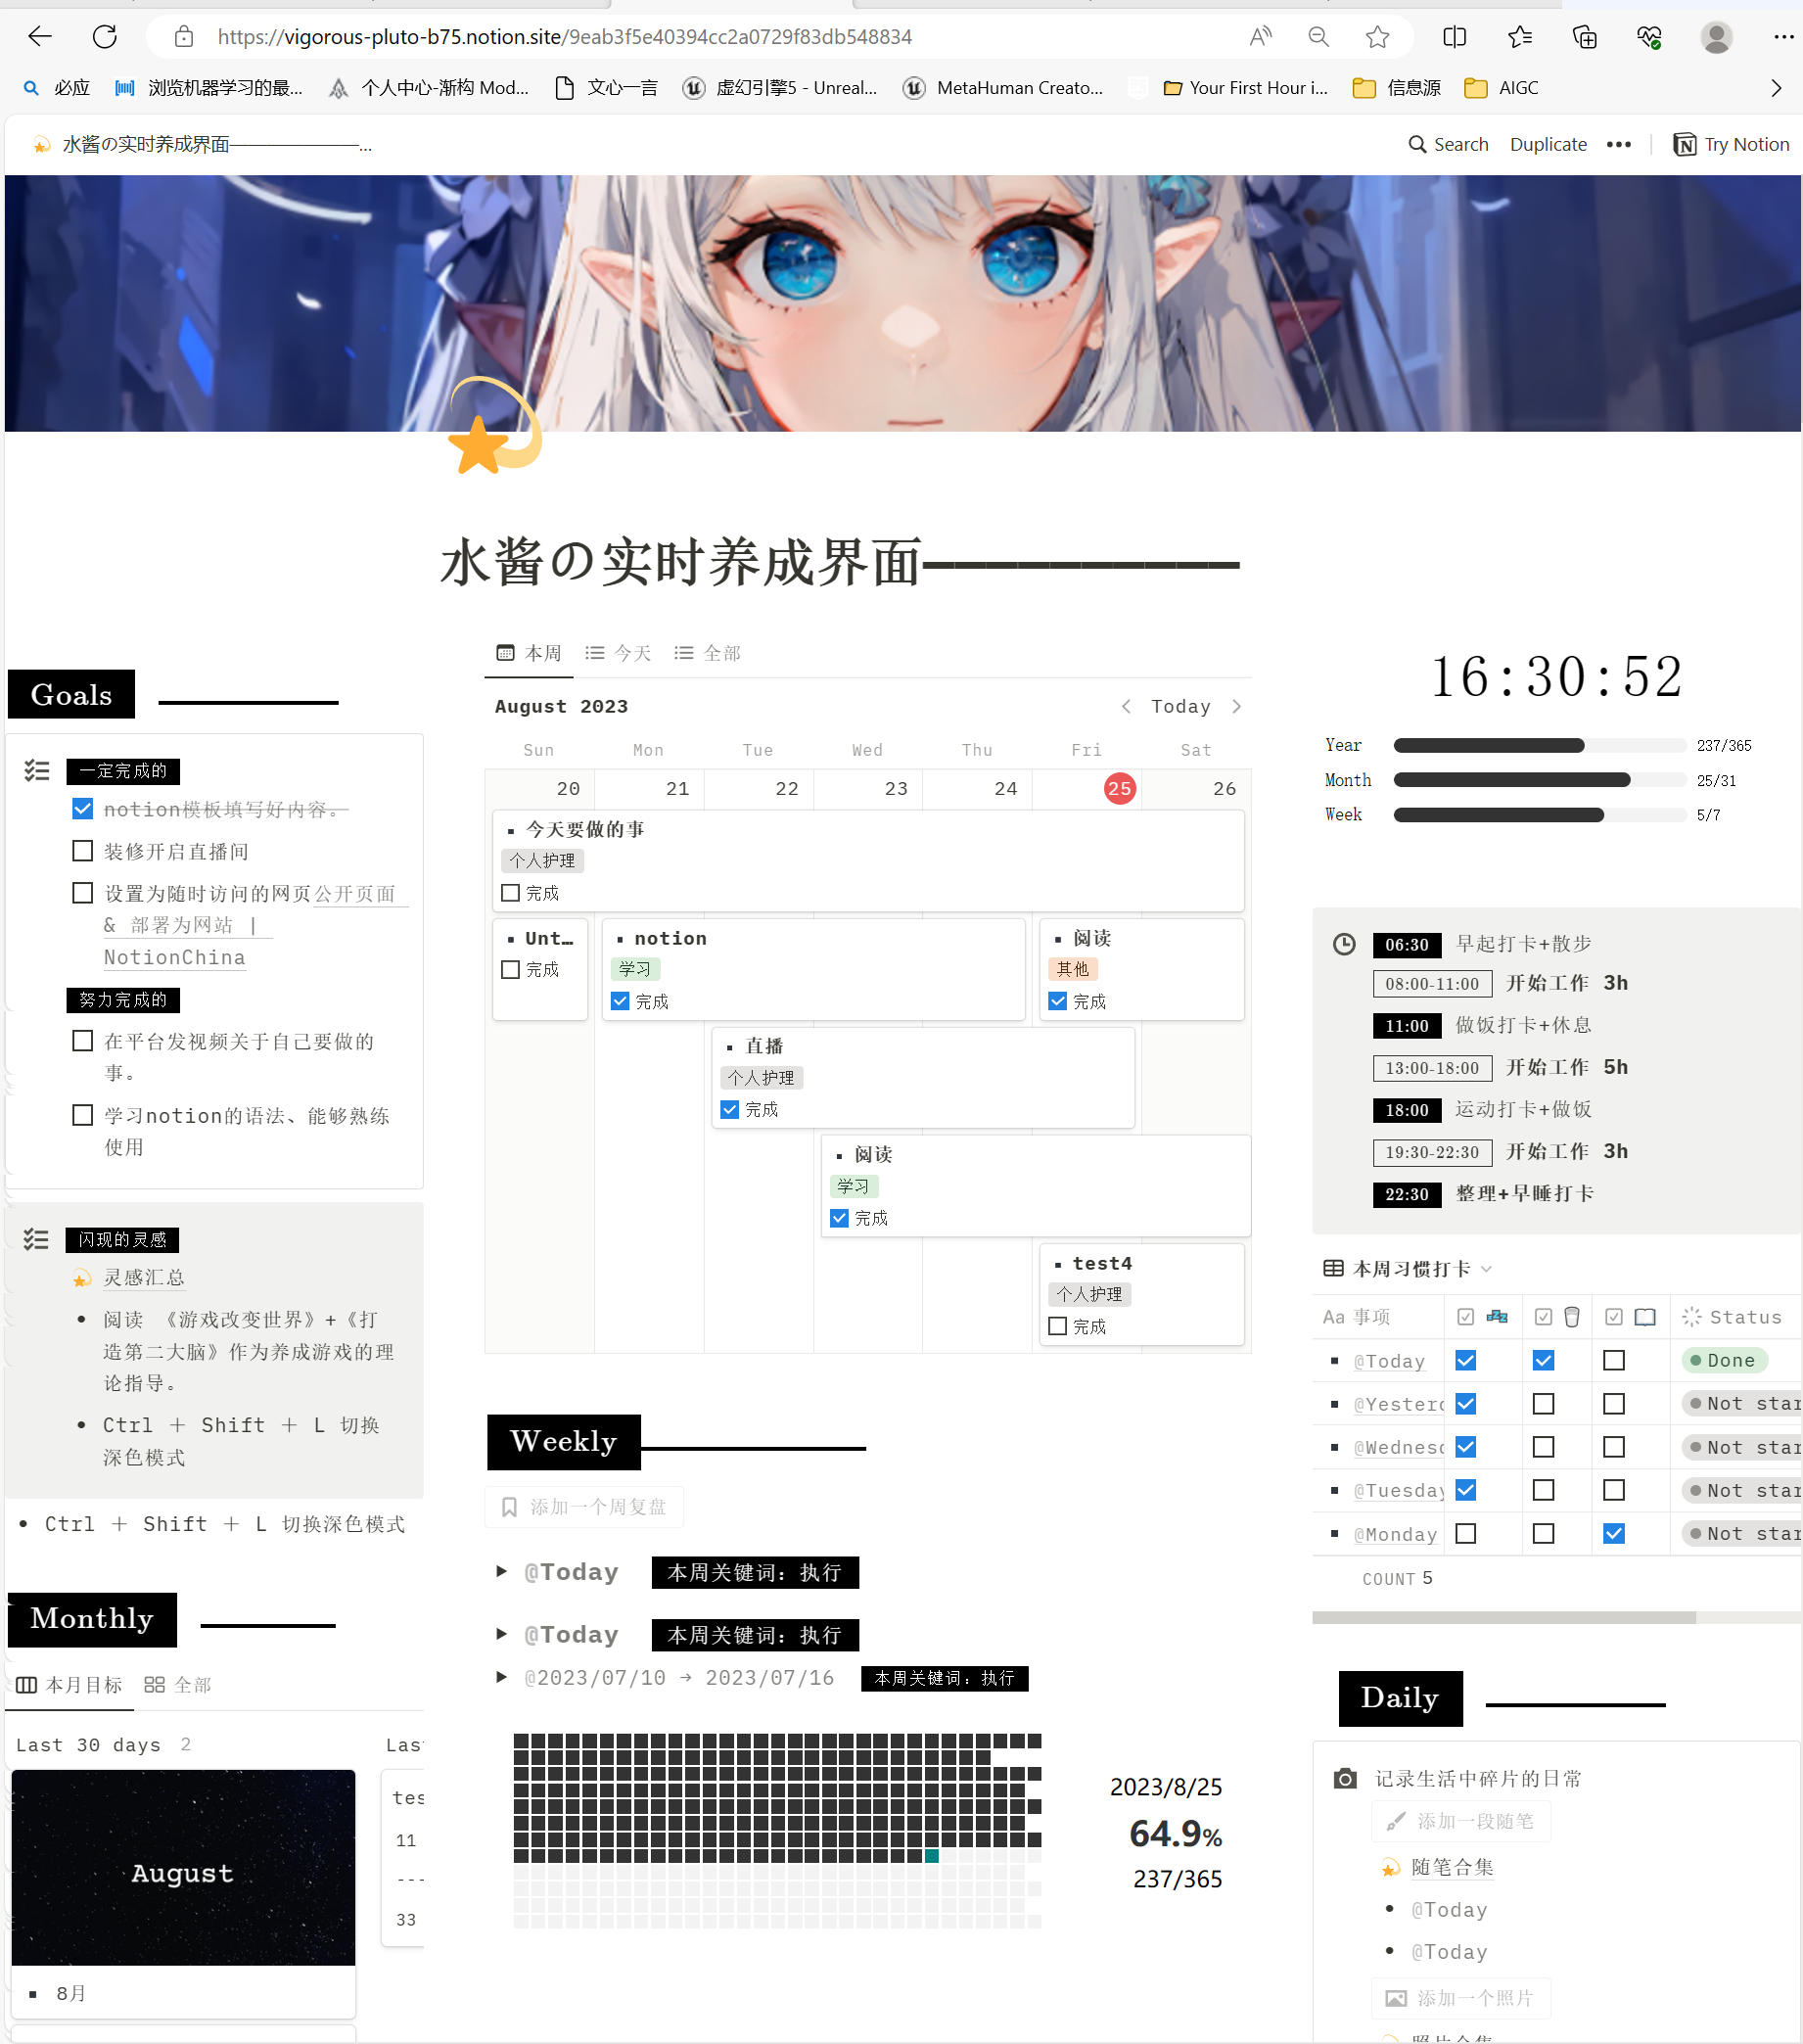 https://vigorous-pluto-b75.notion.site/9eab3f5e40394cc2a0729f83db548834
必应
浏览机器学习的最...
个人中心-渐构 Mod...
文心一言
虚幻引擎5 - Unreal...
MetaHuman Creato...
Your First Hour i...
信息源
AIGC
水酱の实时养成界面———————...
Search
Duplicate
Try Notion
水酱の实时养成界面——————
Goals
一定完成的
notion模板填写好内容。
装修开启直播间
设置为随时访问的网页公开页面
& 部署为网站 |
NotionChina
努力完成的
在平台发视频关于自己要做的
事。
学习notion的语法、能够熟练
使用
闪现的灵感
灵感汇总
• 阅读 《游戏改变世界》+《打
造第二大脑》作为养成游戏的理
论指导。
• Ctrl + Shift + L 切换
深色模式
• Ctrl + Shift + L 切换深色模式
Monthly
本月目标
全部
Last 30 days 2
Las
August
8月
tes
11
---
33
本周
今天
全部
August 2023
Today
Sun Mon Tue Wed Thu Fri Sat
20 21 22 23 24 25 26
今天要做的事
个人护理
完成
Unt…
完成
notion
学习
完成
阅读
其他
完成
直播
个人护理
完成
阅读
学习
完成
test4
个人护理
完成
Weekly
添加一个周复盘
@Today 本周关键词：执行
@Today 本周关键词：执行
@2023/07/10 → 2023/07/16 本周关键词：执行
2023/8/25
64.9%
237/365
16:30:52
Year 237/365
Month 25/31
Week 5/7
06:30 早起打卡+散步
08:00-11:00 开始工作 3h
11:00 做饭打卡+休息
13:00-18:00 开始工作 5h
18:00 运动打卡+做饭
19:30-22:30 开始工作 3h
22:30 整理+早睡打卡
本周习惯打卡
Aa 事项 Status
@Today Done
@Yesterd Not star
@Wednesd Not star
@Tuesday Not star
@Monday Not star
COUNT 5
Daily
记录生活中碎片的日常
添加一段随笔
随笔合集
• @Today
• @Today
添加一个照片
照片合集